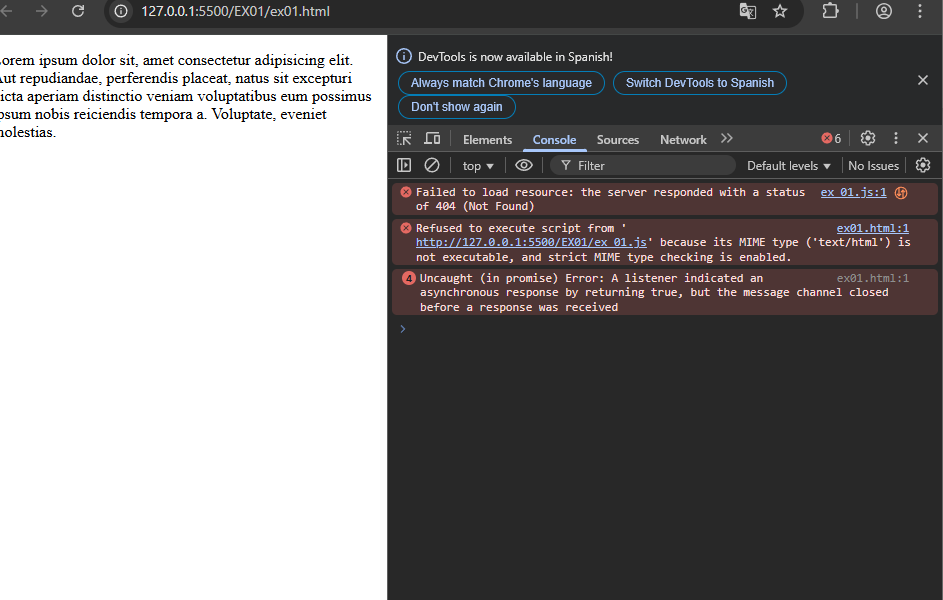 127.0.0.1:5500/EX01/ex01.html
orem ipsum dolor sit, amet consectetur adipisicing elit.
Aut repudiandae, perferendis placeat, natus sit excepturi
icta aperiam distinctio veniam voluptatibus eum possimus
psum nobis reiciendis tempora a. Voluptate, eveniet
molestias.
DevTools is now available in Spanish!
Always match Chrome's language
Switch DevTools to Spanish
Don't show again
Elements
Console
Sources
Network
6
top
Filter
Default levels
No Issues
Failed to load resource: the server responded with a status ex 01.js:1
of 404 (Not Found)
Refused to execute script from ' ex01.html:1
http://127.0.0.1:5500/EX01/ex 01.js' because its MIME type ('text/html') is
not executable, and strict MIME type checking is enabled.
4 Uncaught (in promise) Error: A listener indicated an ex01.html:1
asynchronous response by returning true, but the message channel closed
before a response was received